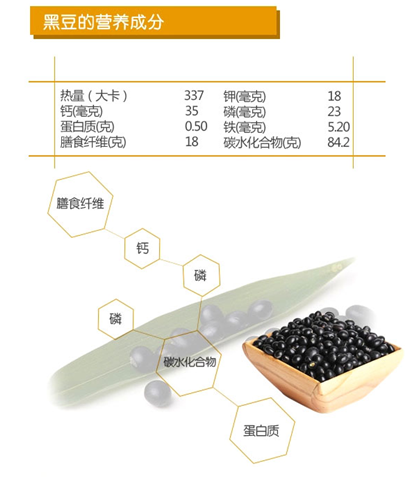 黑豆的营养成分
热量(大卡) 337 钾(毫克) 18
钙(毫克) 35 磷(毫克) 23
蛋白质(克) 0.50 铁(毫克) 5.20
膳食纤维(克) 18 碳水化合物(克) 84.2
膳食纤维
钙
磷
磷
碳水化合物
蛋白质